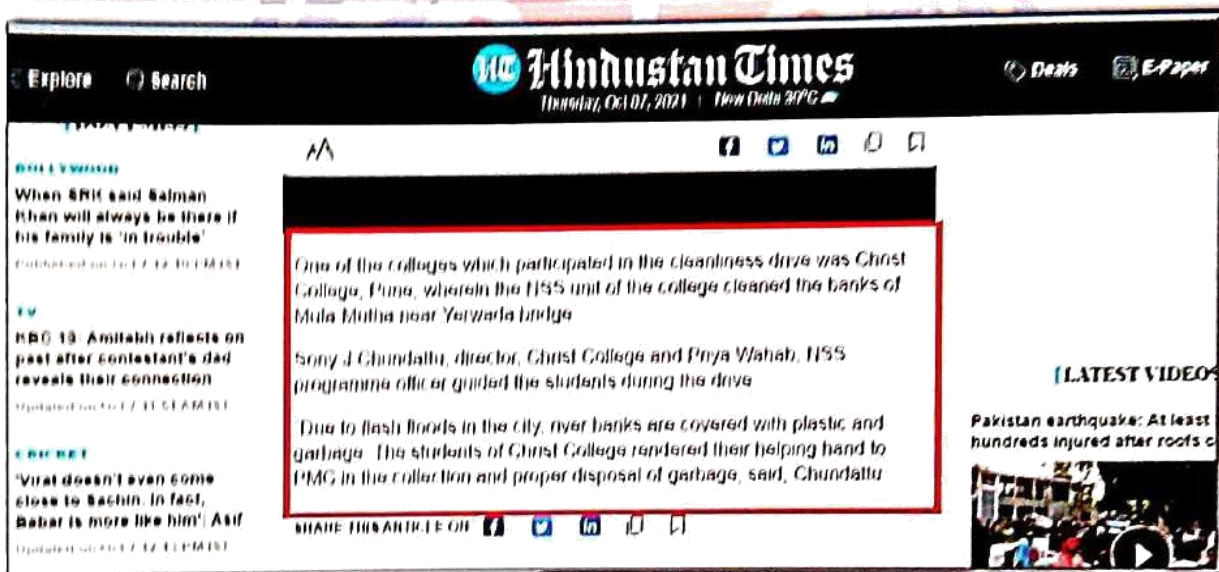 Explore
Search
HT Hindustan Times
Thursday, Oct 07, 2021 | New Delhi 30°C
Deals
E-Paper
BOLLYWOOD
When SRK said Salman
Khan will always be there if
his family is 'in trouble'
TV
KBC 13: Amitabh reflects on
past after contestant's dad
reveals their connection
CRICKET
'Virat doesn't even come
close to Sachin. In fact,
Babar is more like him': Asif
One of the colleges which participated in the cleanliness drive was Christ
College, Pune, wherein the NSS unit of the college cleaned the banks of
Mula Mutha near Yerwada bridge
Sony J Chundattu, director, Christ College and Priya Wahab, NSS
programme officer guided the students during the drive
"Due to flash floods in the city, river banks are covered with plastic and
garbage. The students of Christ College rendered their helping hand to
PMC in the collection and proper disposal of garbage, said, Chundattu
SHARE THIS ARTICLE ON
LATEST VIDEOS
Pakistan earthquake: At least
hundreds injured after roofs c